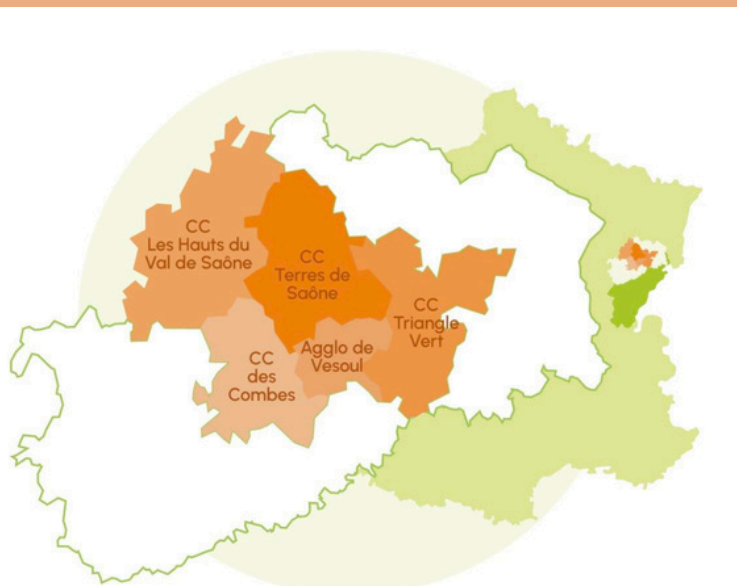 CC
Les Hauts du
Val de Saône
CC
Terres de
Saône
CC
Triangle
Vert
Agglo de
Vesoul
CC
des
Combes